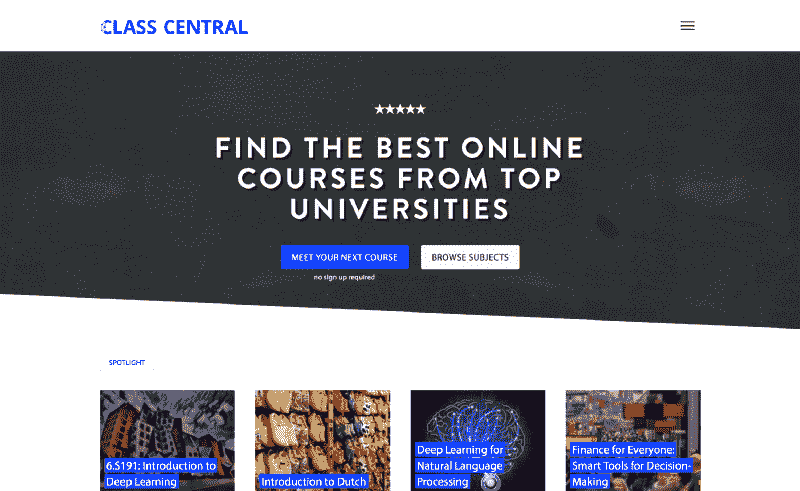 CLASS CENTRAL
FIND THE BEST ONLINE
COURSES FROM TOP
UNIVERSITIES
MEET YOUR NEXT COURSE
BROWSE SUBJECTS
no sign up required
SPOTLIGHT
6.S191: Introduction to
Deep Learning
Introduction to Dutch
Deep Learning for
Natural Language
Processing
Finance for Everyone:
Smart Tools for Decision-
Making